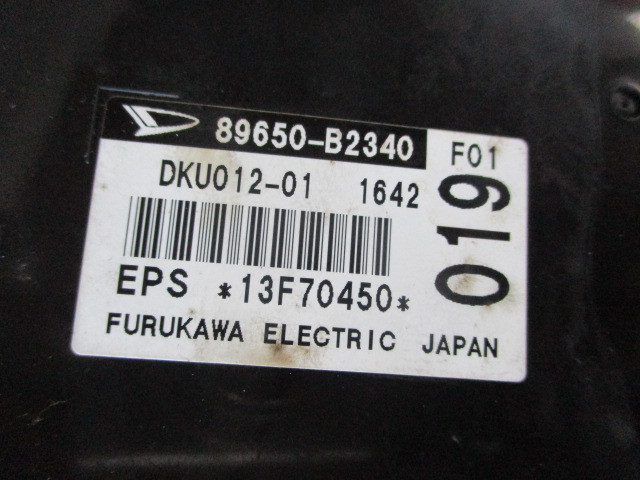 89650-B2340
F01
DKU012-01 1642
019
EPS *13F70450*
FURUKAWA ELECTRIC JAPAN